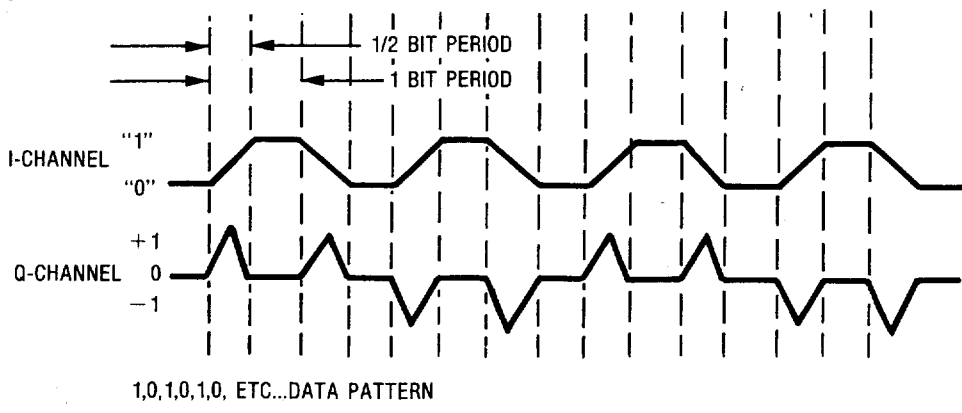 1/2 BIT PERIOD
1 BIT PERIOD
"1"
I-CHANNEL
"0"
+1
Q-CHANNEL 0
−1
1,0,1,0,1,0, ETC...DATA PATTERN